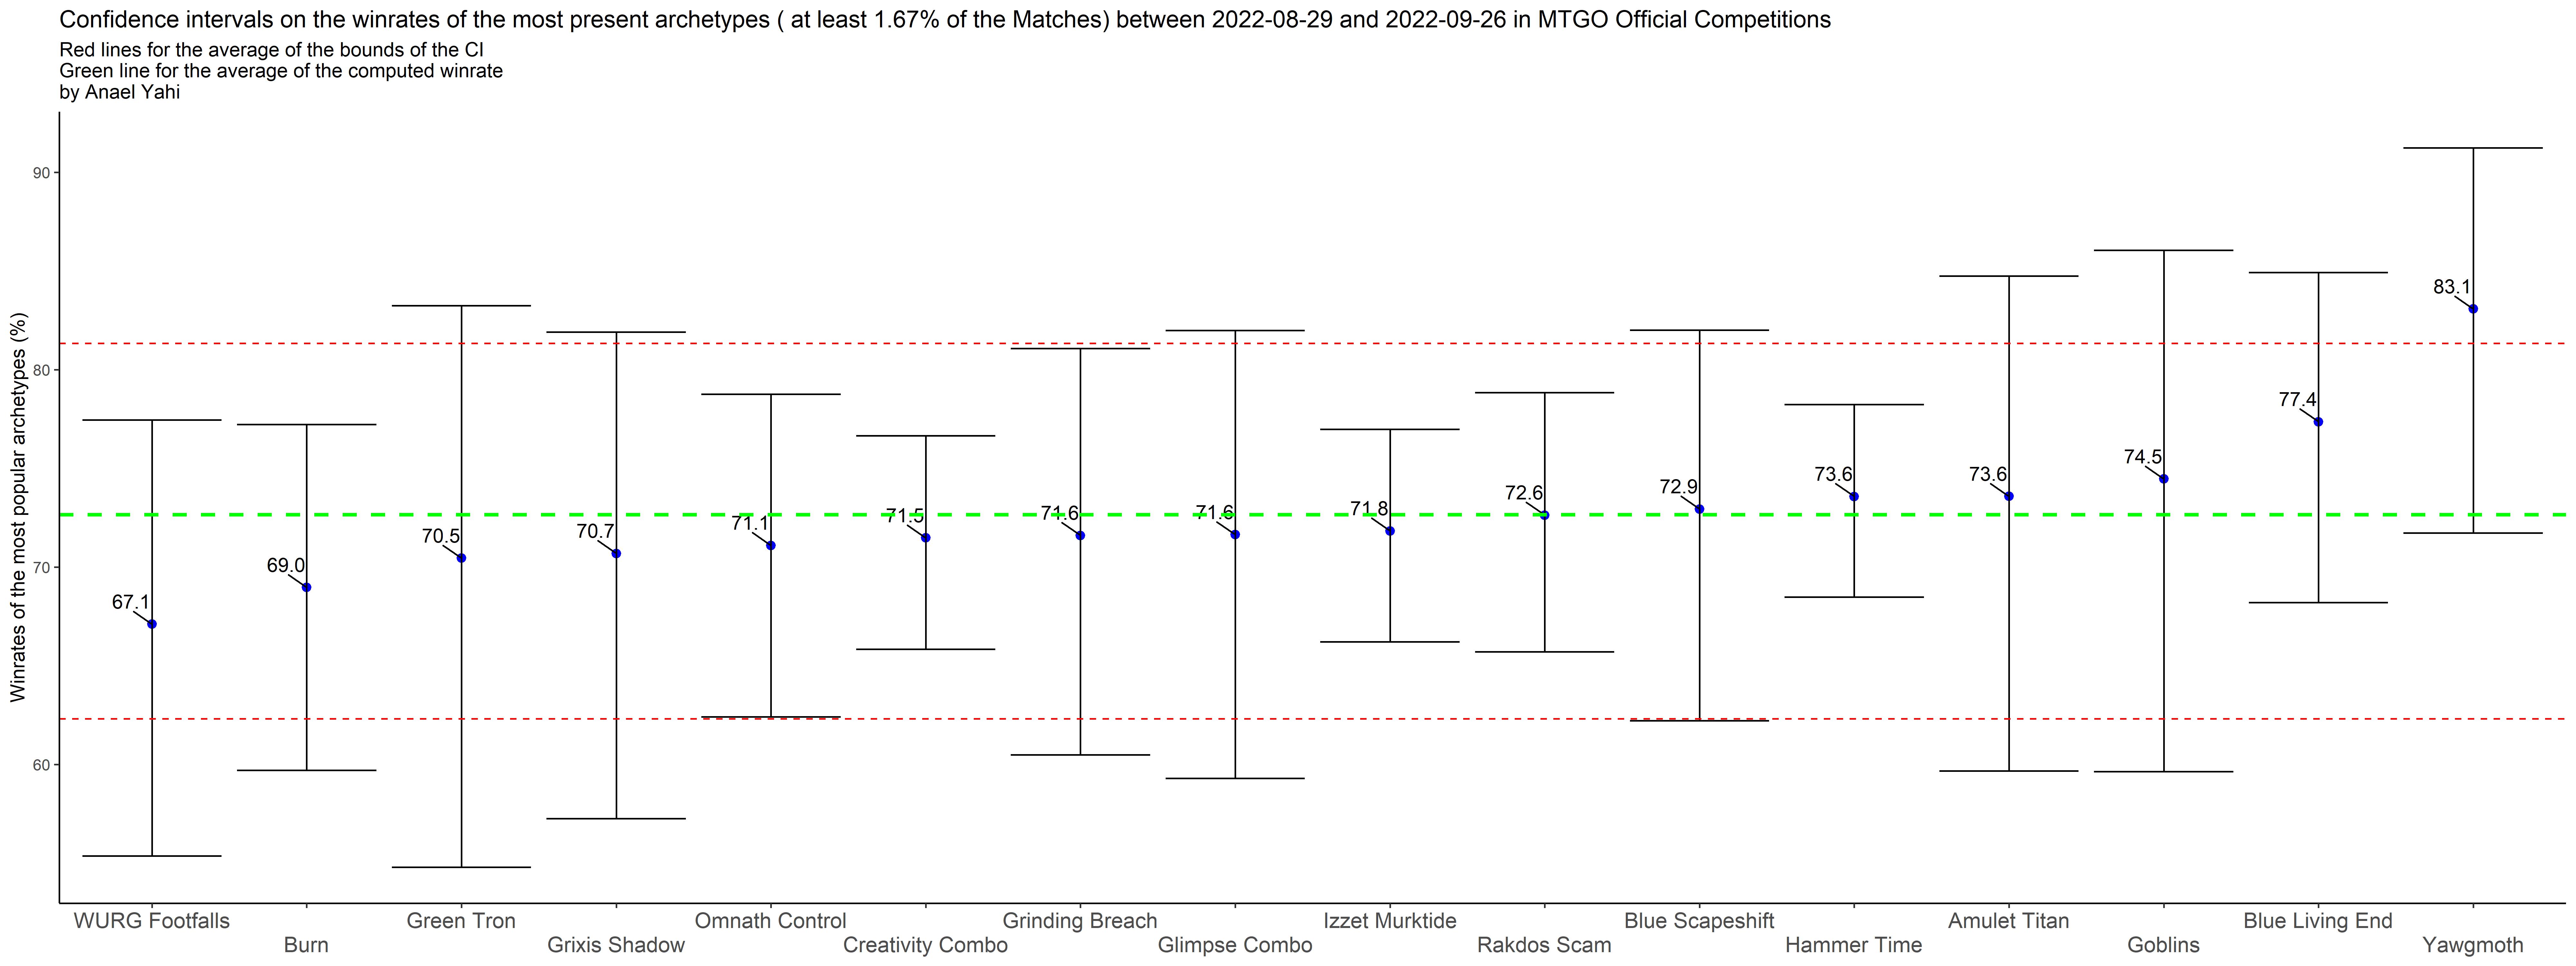 Confidence intervals on the winrates of the most present archetypes ( at least 1.67% of the Matches) between 2022-08-29 and 2022-09-26 in MTGO Official Competitions
Red lines for the average of the bounds of the CI
Green line for the average of the computed winrate
by Anael Yahi
Winrates of the most popular archetypes (%)
90
80
70
60
67.1
69.0
70.5
70.7
71.1
71.5
71.6
71.6
71.8
72.6
72.9
73.6
73.6
74.5
77.4
83.1
WURG Footfalls
Burn
Green Tron
Grixis Shadow
Omnath Control
Creativity Combo
Grinding Breach
Glimpse Combo
Izzet Murktide
Rakdos Scam
Blue Scapeshift
Hammer Time
Amulet Titan
Goblins
Blue Living End
Yawgmoth